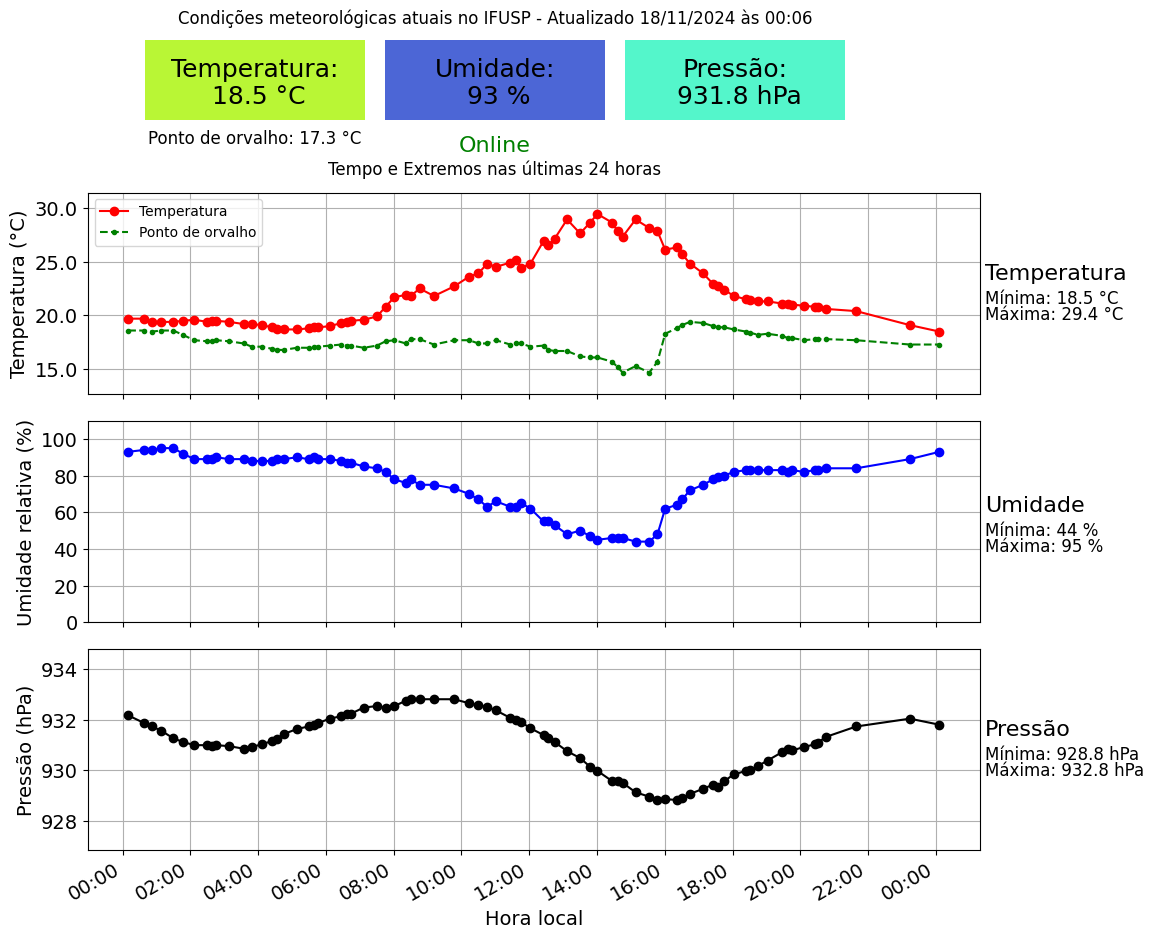 Condições meteorológicas atuais no IFUSP - Atualizado 18/11/2024 às 00:06
Temperatura:
18.5 °C
Umidade:
93 %
Pressão:
931.8 hPa
Ponto de orvalho: 17.3 °C
Online
Tempo e Extremos nas últimas 24 horas
Temperatura (°C)
30.0
25.0
20.0
15.0
Temperatura
Ponto de orvalho
Temperatura
Mínima: 18.5 °C
Máxima: 29.4 °C
Umidade relativa (%)
100
80
60
40
20
0
Umidade
Mínima: 44 %
Máxima: 95 %
Pressão (hPa)
934
932
930
928
Pressão
Mínima: 928.8 hPa
Máxima: 932.8 hPa
00:00 02:00 04:00 06:00 08:00 10:00 12:00 14:00 16:00 18:00 20:00 22:00 00:00
Hora local